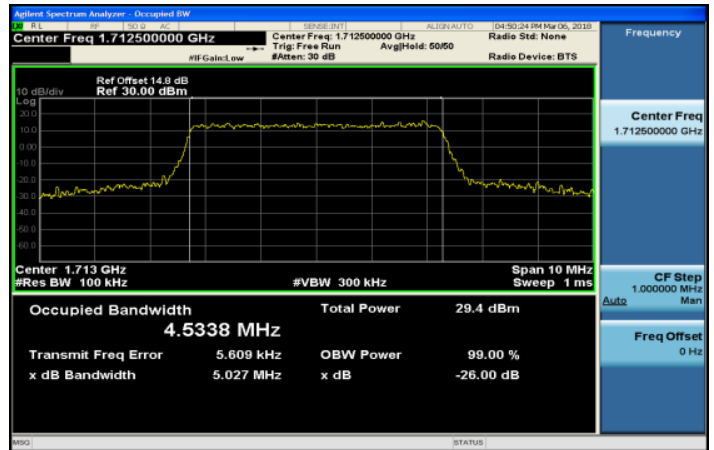 Agilent Spectrum Analyzer - Occupied BW
RL RF 50 Ω AC SENSE:INT ALIGN AUTO 04:50:24 PM Mar 06, 2018
Center Freq 1.712500000 GHz
Center Freq: 1.712500000 GHz
Radio Std: None
Trig: Free Run Avg|Hold: 50/50
#IFGain:Low
#Atten: 30 dB
Radio Device: BTS
Frequency
Ref Offset 14.8 dB
10 dB/div Ref 30.00 dBm
Log
20.0
10.0
0.00
-10.0
-20.0
-30.0
-40.0
-50.0
-60.0
Center 1.713 GHz
Span 10 MHz
#Res BW 100 kHz
#VBW 300 kHz
Sweep 1 ms
Occupied Bandwidth
4.5338 MHz
Total Power 29.4 dBm
Transmit Freq Error 5.609 kHz
OBW Power 99.00 %
x dB Bandwidth 5.027 MHz
x dB -26.00 dB
Center Freq
1.712500000 GHz
CF Step
1.000000 MHz
Auto Man
Freq Offset
0 Hz
MSG
STATUS